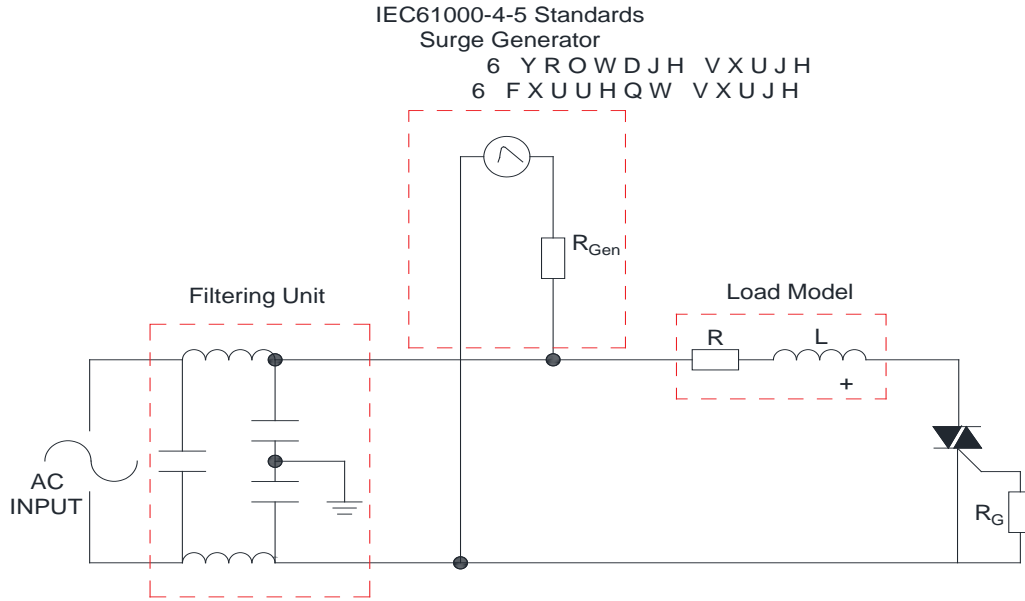 IEC61000-4-5 Standards
Surge Generator
6 YROWDJH VXUJH
6 FXUUHQW VXUJH
RGen
Filtering Unit
Load Model
R L
+
AC
INPUT
RG